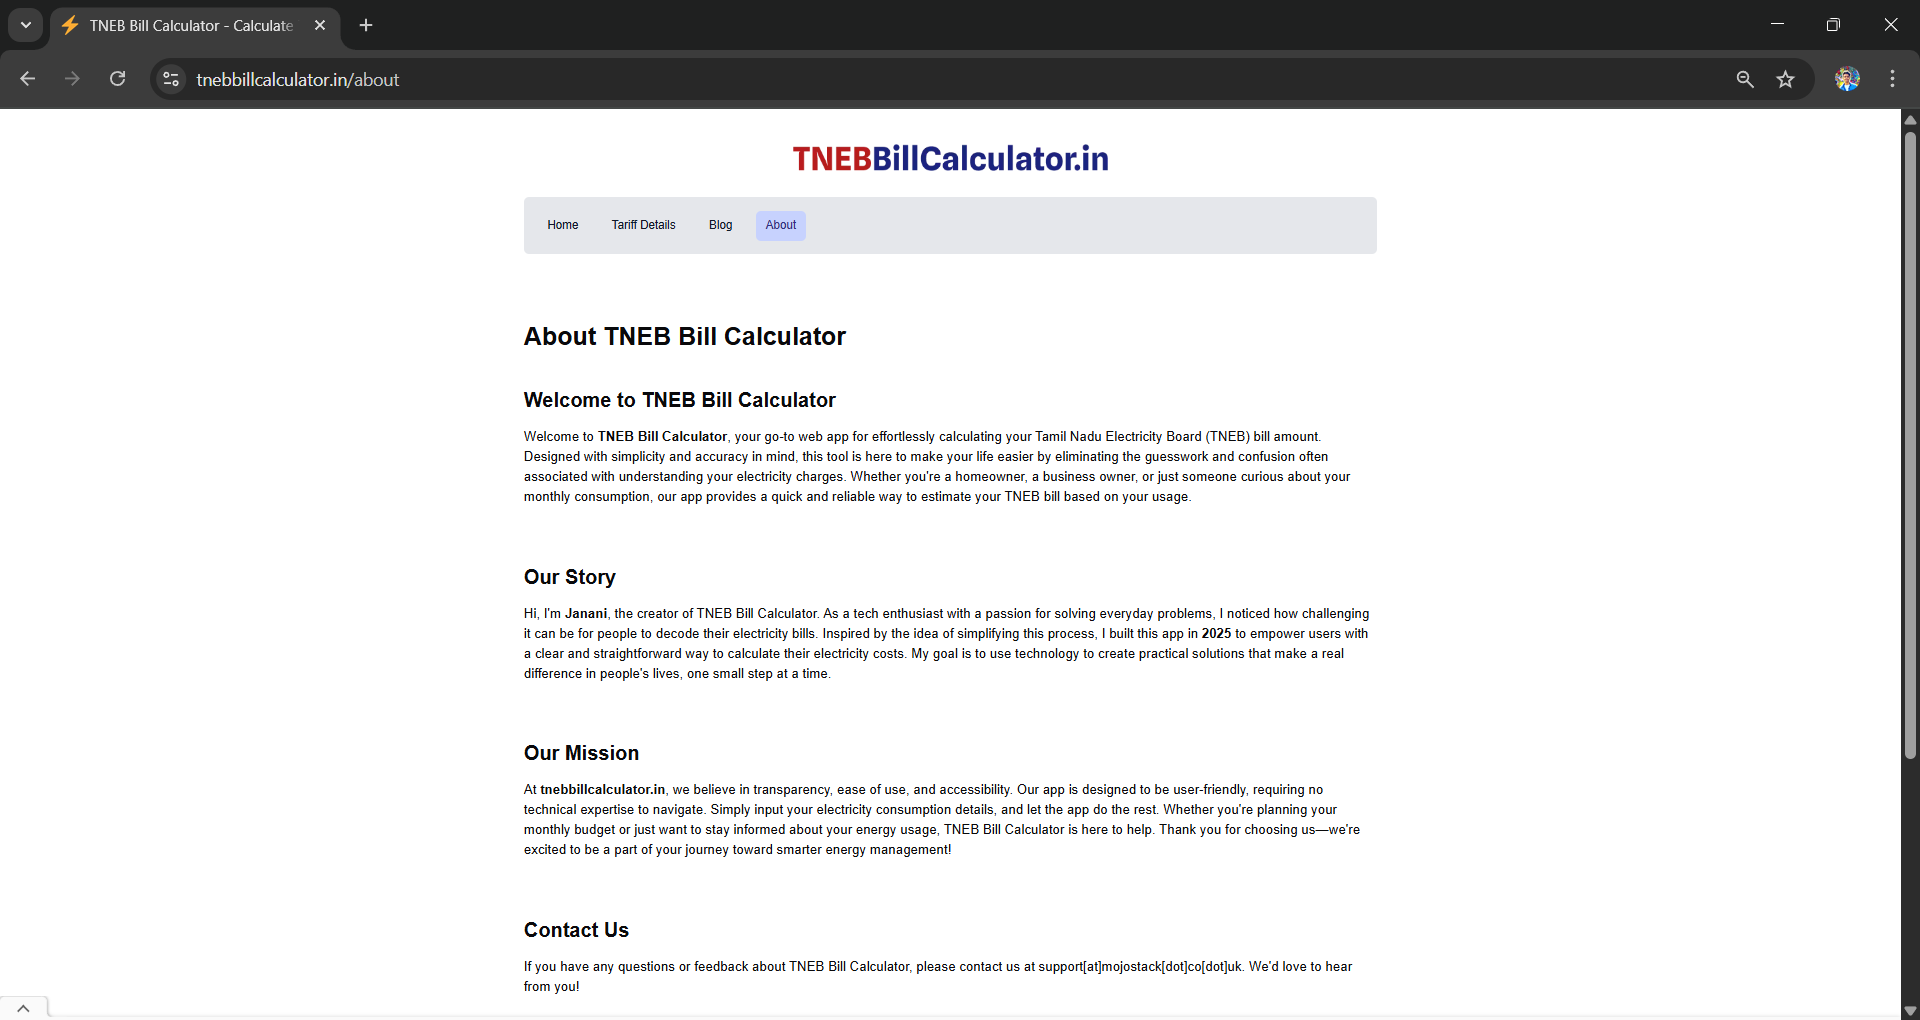 TNEB Bill Calculator - Calculate
tnebbillcalculator.in/about
TNEBBillCalculator.in
Home Tariff Details Blog About
About TNEB Bill Calculator
Welcome to TNEB Bill Calculator
Welcome to TNEB Bill Calculator, your go-to web app for effortlessly calculating your Tamil Nadu Electricity Board (TNEB) bill amount.
Designed with simplicity and accuracy in mind, this tool is here to make your life easier by eliminating the guesswork and confusion often
associated with understanding your electricity charges. Whether you're a homeowner, a business owner, or just someone curious about your
monthly consumption, our app provides a quick and reliable way to estimate your TNEB bill based on your usage.
Our Story
Hi, I'm Janani, the creator of TNEB Bill Calculator. As a tech enthusiast with a passion for solving everyday problems, I noticed how challenging
it can be for people to decode their electricity bills. Inspired by the idea of simplifying this process, I built this app in 2025 to empower users with
a clear and straightforward way to calculate their electricity costs. My goal is to use technology to create practical solutions that make a real
difference in people's lives, one small step at a time.
Our Mission
At tnebbillcalculator.in, we believe in transparency, ease of use, and accessibility. Our app is designed to be user-friendly, requiring no
technical expertise to navigate. Simply input your electricity consumption details, and let the app do the rest. Whether you're planning your
monthly budget or just want to stay informed about your energy usage, TNEB Bill Calculator is here to help. Thank you for choosing us—we're
excited to be a part of your journey toward smarter energy management!
Contact Us
If you have any questions or feedback about TNEB Bill Calculator, please contact us at support[at]mojostack[dot]co[dot]uk. We'd love to hear
from you!